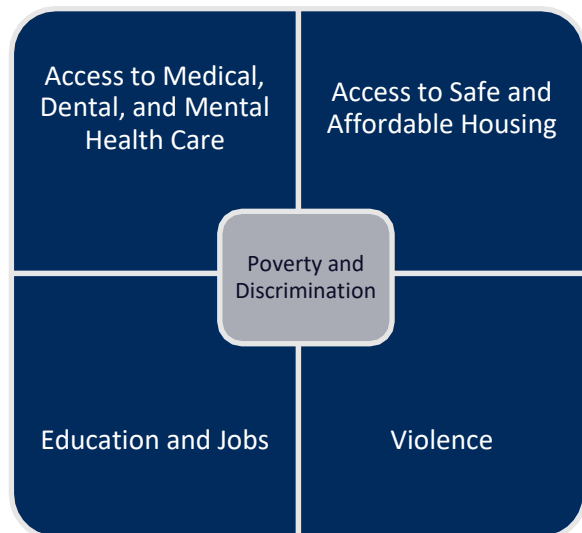 Access to Medical,
Dental, and Mental
Health Care
Access to Safe and
Affordable Housing
Poverty and
Discrimination
Education and Jobs
Violence